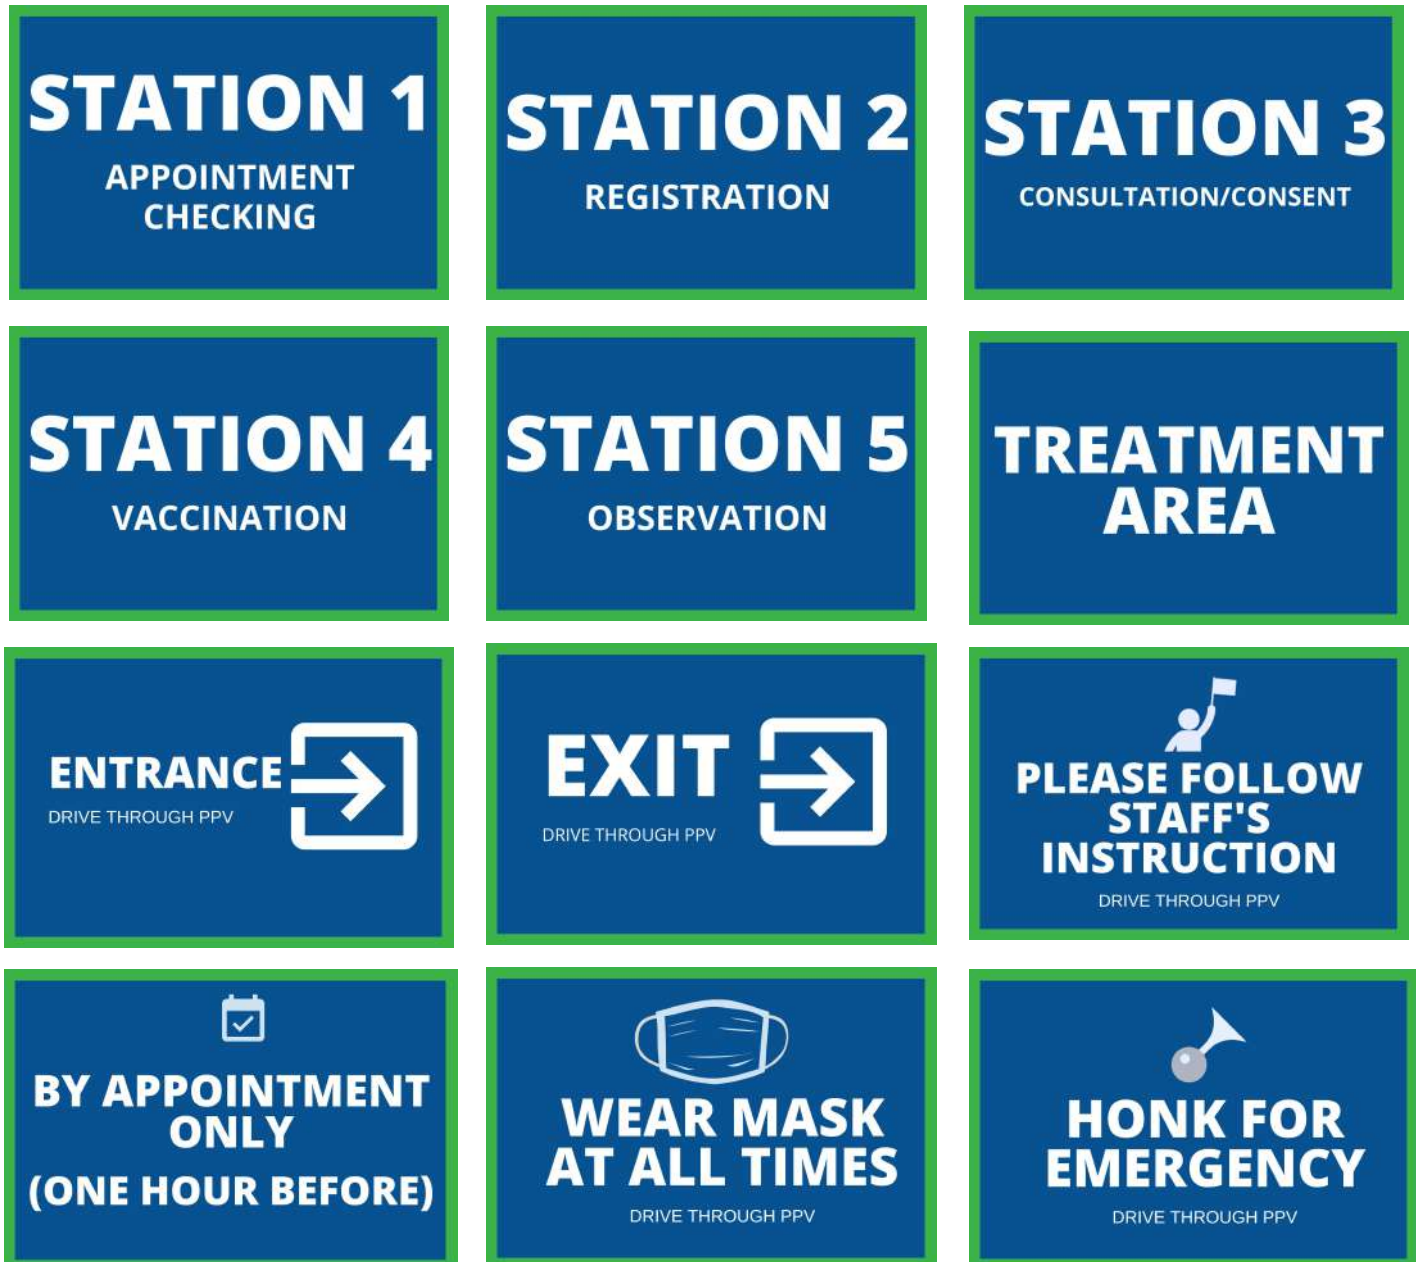 STATION 1
APPOINTMENT
CHECKING
STATION 2
REGISTRATION
STATION 3
CONSULTATION/CONSENT
STATION 4
VACCINATION
STATION 5
OBSERVATION
TREATMENT
AREA
ENTRANCE
DRIVE THROUGH PPV
EXIT
DRIVE THROUGH PPV
PLEASE FOLLOW
STAFF'S
INSTRUCTION
DRIVE THROUGH PPV
BY APPOINTMENT
ONLY
(ONE HOUR BEFORE)
WEAR MASK
AT ALL TIMES
DRIVE THROUGH PPV
HONK FOR
EMERGENCY
DRIVE THROUGH PPV